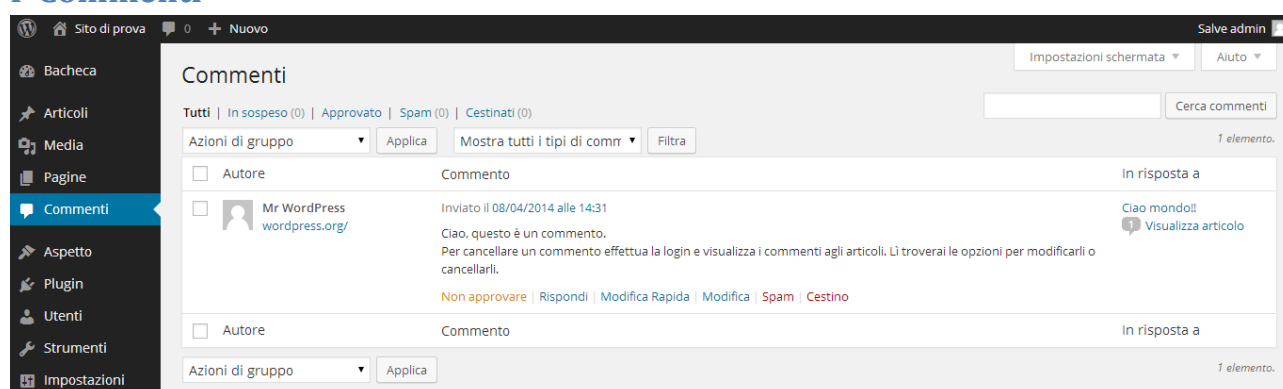 Sito di prova 0 + Nuovo Salve admin
Bacheca
Articoli
Media
Pagine
Commenti
Aspetto
Plugin
Utenti
Strumenti
Impostazioni
Impostazioni schermata Aiuto
Commenti
Tutti | In sospeso (0) | Approvato | Spam (0) | Cestinati (0)
Cerca commenti
Azioni di gruppo Applica Mostra tutti i tipi di comm Filtra 1 elemento.
Autore Commento In risposta a
Mr WordPress
wordpress.org/
Inviato il 08/04/2014 alle 14:31
Ciao, questo è un commento.
Per cancellare un commento effettua la login e visualizza i commenti agli articoli. Lì troverai le opzioni per modificarli o
cancellarli.
Non approvare | Rispondi | Modifica Rapida | Modifica | Spam | Cestino
Ciao mondo!!
1 Visualizza articolo
Autore Commento In risposta a
Azioni di gruppo Applica 1 elemento.